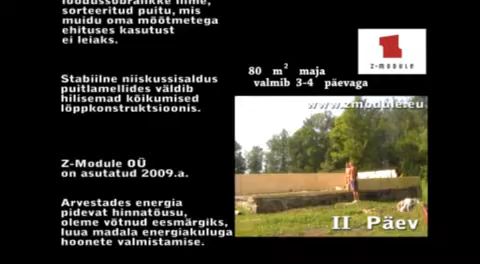 loodussõbralikke liime,
sorteeritud puitu, mis
muidu oma mõõtmetega
ehituses kasutust
ei leiaks.
Stabiilne niiskussisaldus
puitlamellides väldib
hilisemad kõikumised
lõppkonstruktsioonis.
Z-Module OÜ
on asutatud 2009.a.
Arvestades energia
pidevat hinnatõusu,
oleme võtnud eesmärgiks,
luua madala energiakuluga
hoonete valmistamise.
Z-MODULE
80 m² maja
valmib 3-4 päevaga
www.zmodule.eu
II Päev